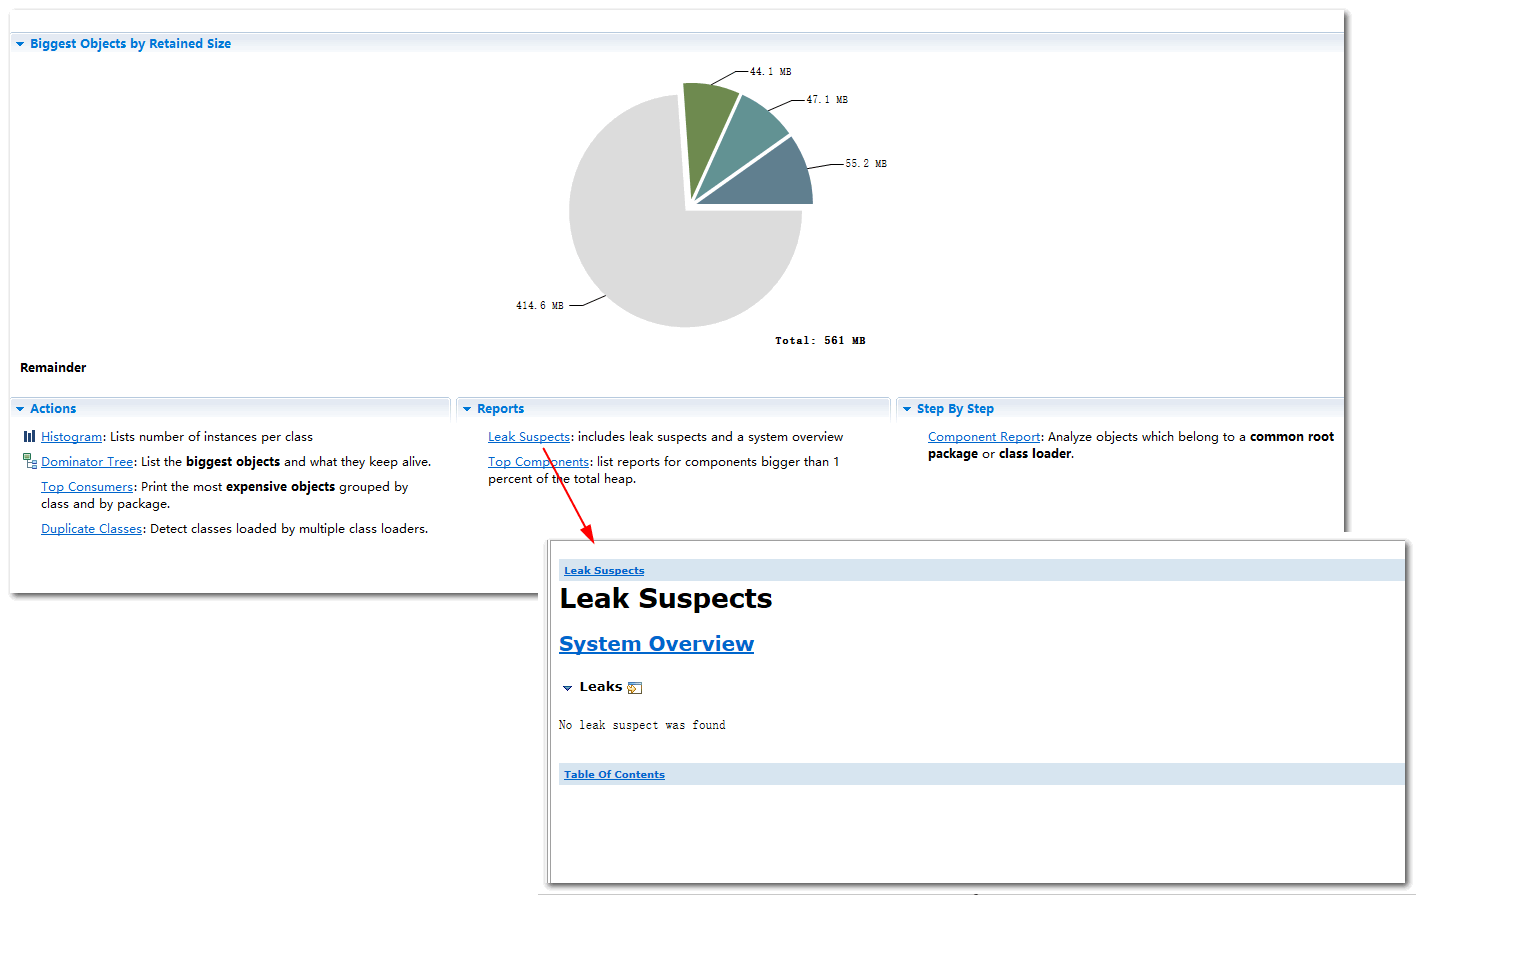 Biggest Objects by Retained Size
44.1 MB
47.1 MB
55.2 MB
414.6 MB
Total: 561 MB
Remainder
Actions
Histogram: Lists number of instances per class
Dominator Tree: List the biggest objects and what they keep alive.
Top Consumers: Print the most expensive objects grouped by
class and by package.
Duplicate Classes: Detect classes loaded by multiple class loaders.
Reports
Leak Suspects: includes leak suspects and a system overview
Top Components: list reports for components bigger than 1
percent of the total heap.
Step By Step
Component Report: Analyze objects which belong to a common root
package or class loader.
Leak Suspects
Leak Suspects
System Overview
Leaks
No leak suspect was found
Table Of Contents